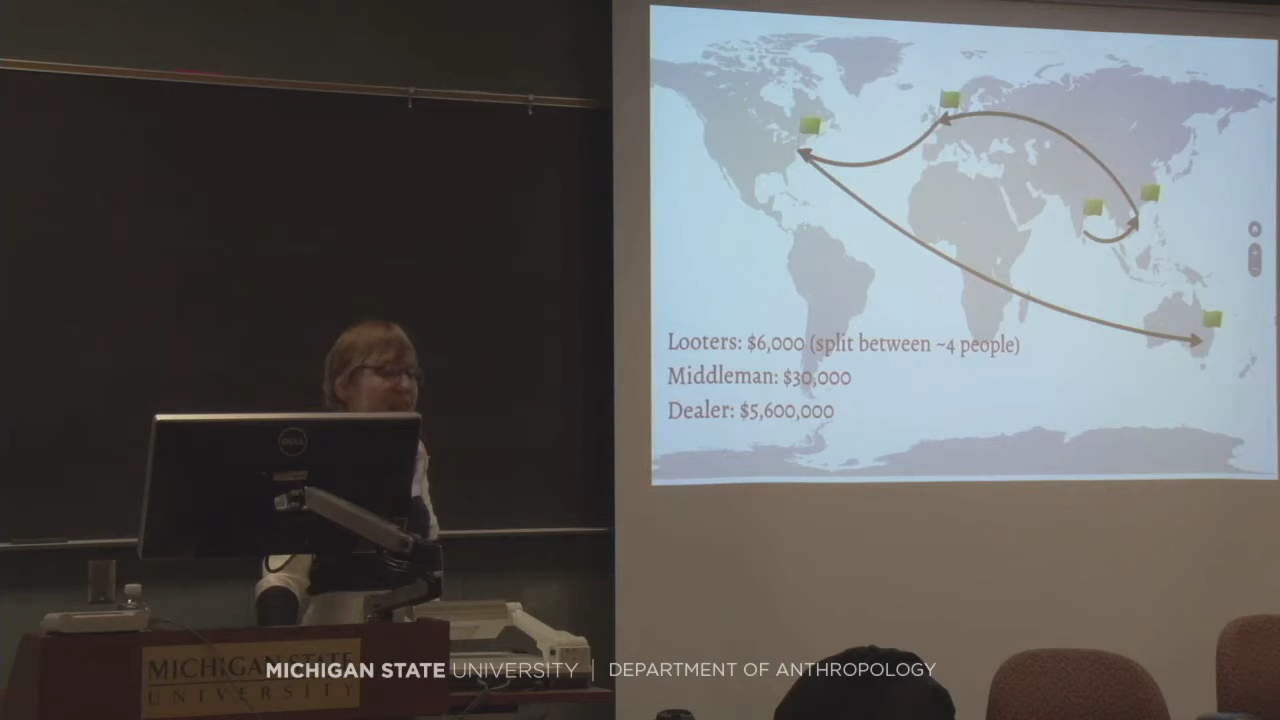 Looters: $6,000 (split between ~4 people)
Middleman: $30,000
Dealer: $5,600,000
DELL
MICHIGAN STATE
UNIVERSITY
MICHIGAN STATE UNIVERSITY | DEPARTMENT OF ANTHROPOLOGY